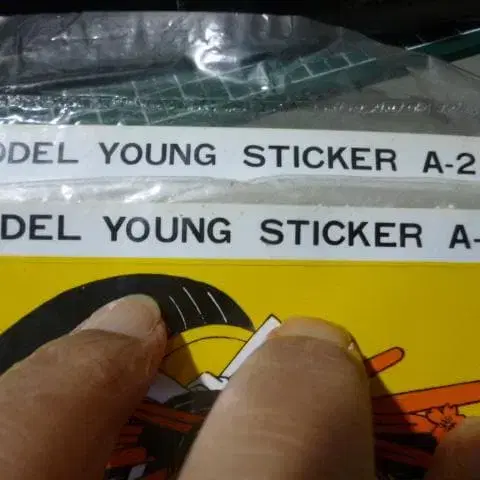 ODEL YOUNG STICKER A-2
ODEL YOUNG STICKER A-